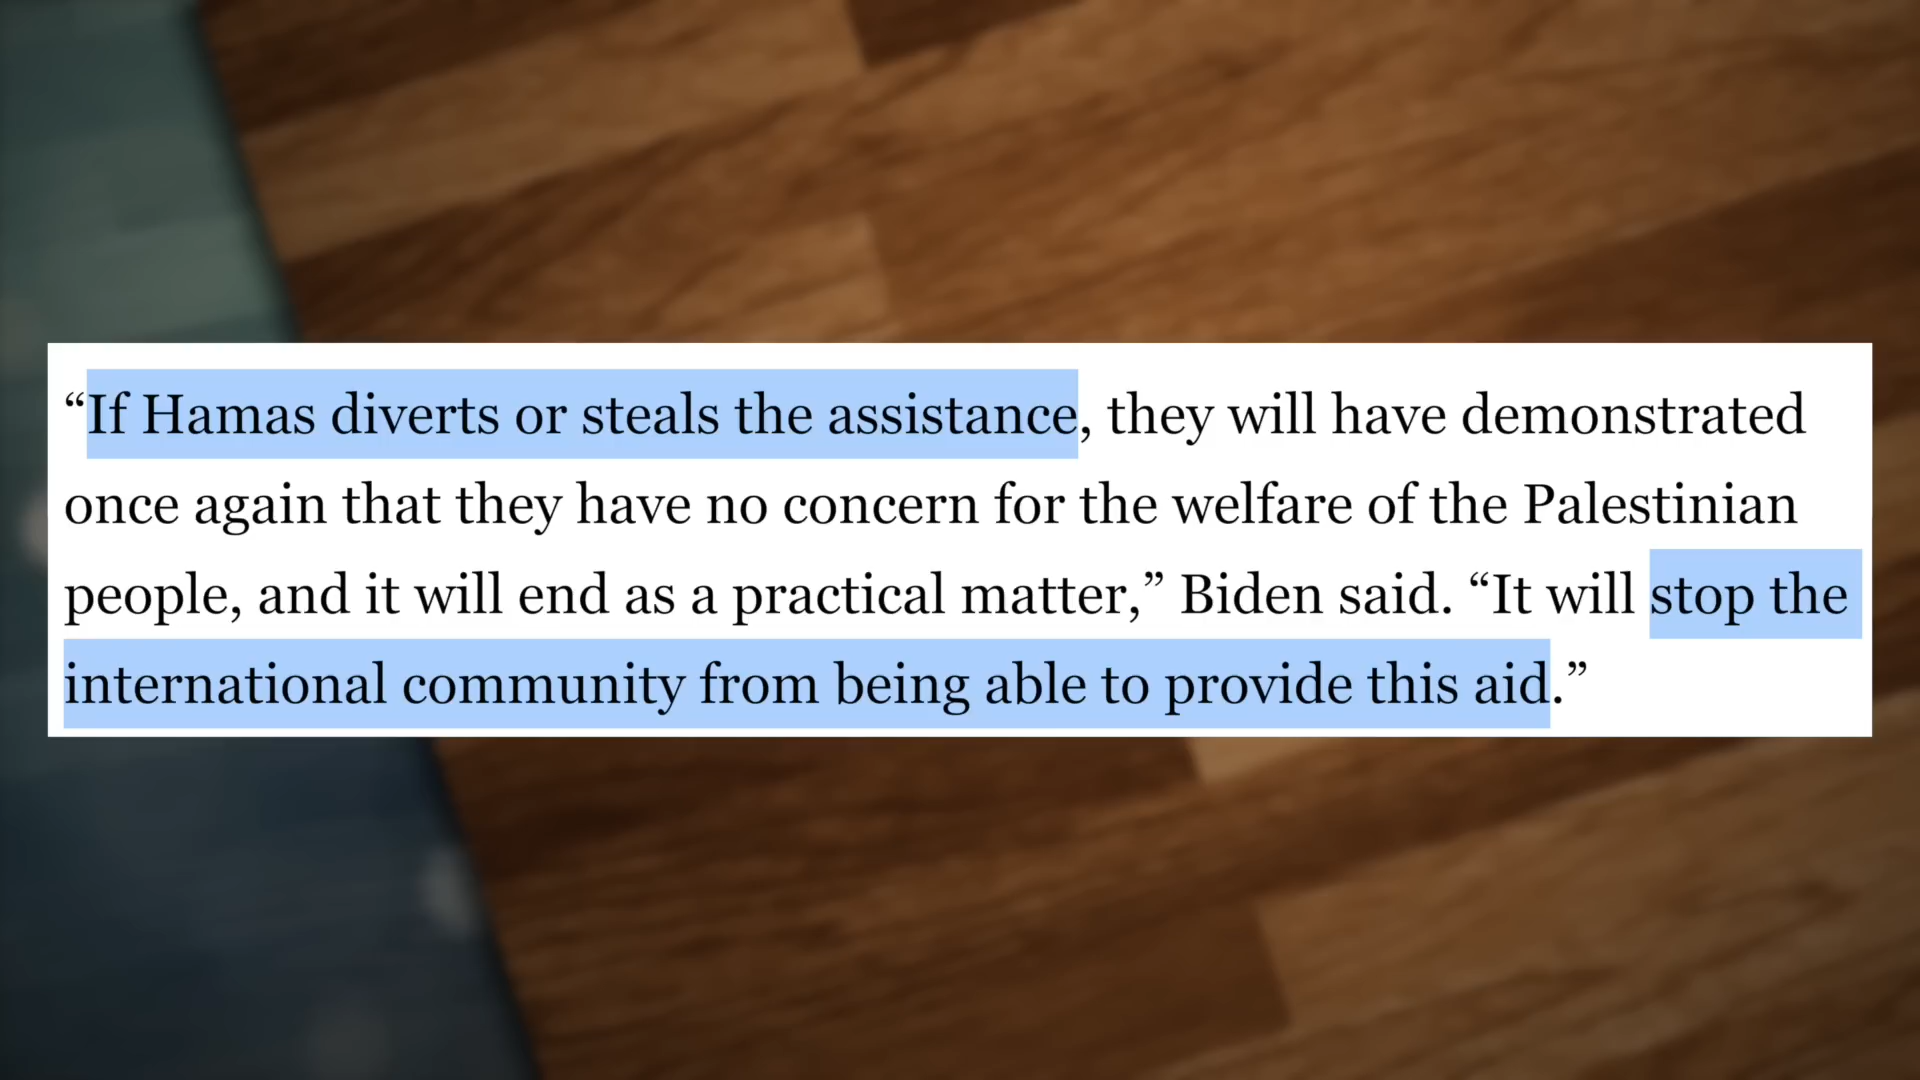 “If Hamas diverts or steals the assistance, they will have demonstrated
once again that they have no concern for the welfare of the Palestinian
people, and it will end as a practical matter,” Biden said. “It will stop the
international community from being able to provide this aid.”